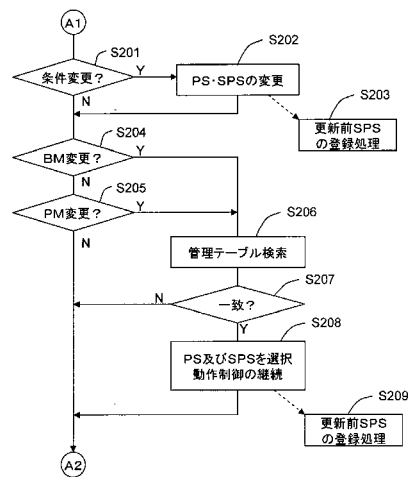 A1
S201
条件変更?
Y
N
S202
PS・SPSの変更
S203
更新前SPS
の登録処理
S204
BM変更?
Y
N
S205
PM変更?
Y
N
S206
管理テーブル検索
S207
一致?
N
Y
S208
PS及びSPSを選択
動作制御の継続
S209
更新前SPS
の登録処理
A2